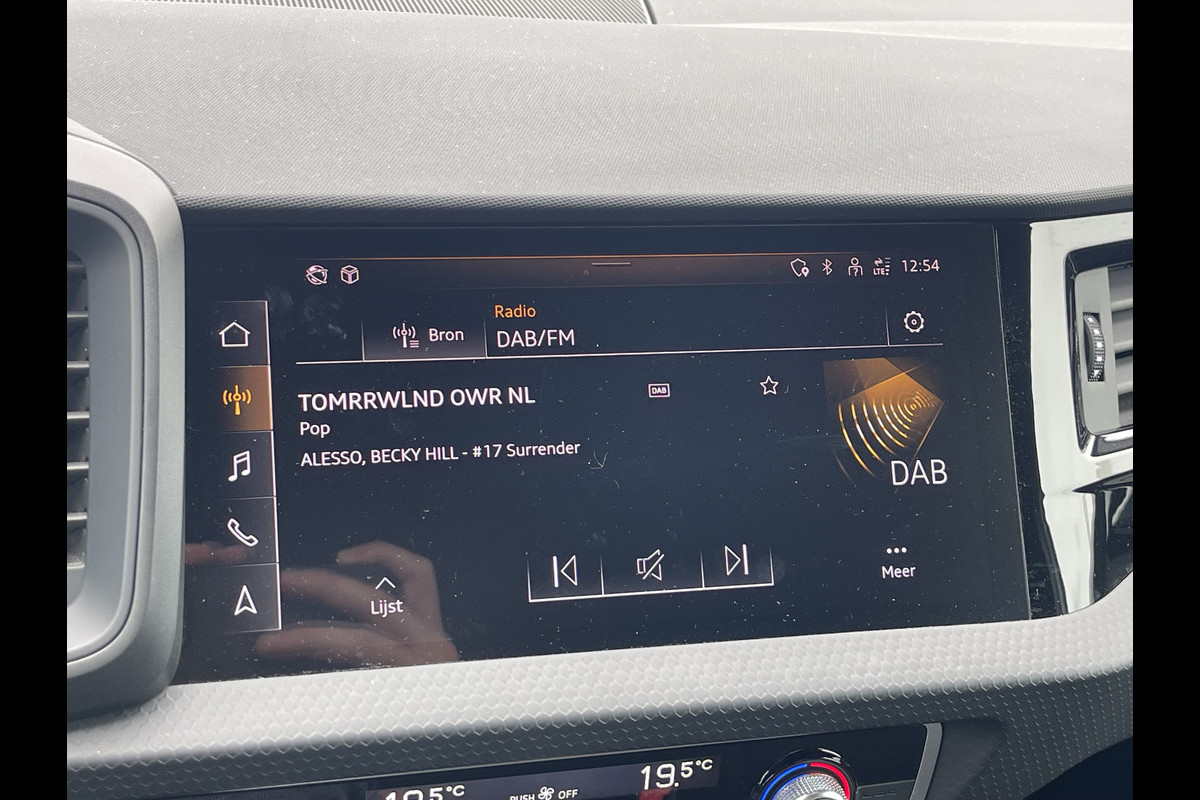 LTE 12:54
Radio
Bron DAB/FM
TOMRRWLND OWR NL
DAB
Pop
ALESSO, BECKY HILL - #17 Surrender
DAB
Meer
Lijst
19.5°C
PUSH OFF